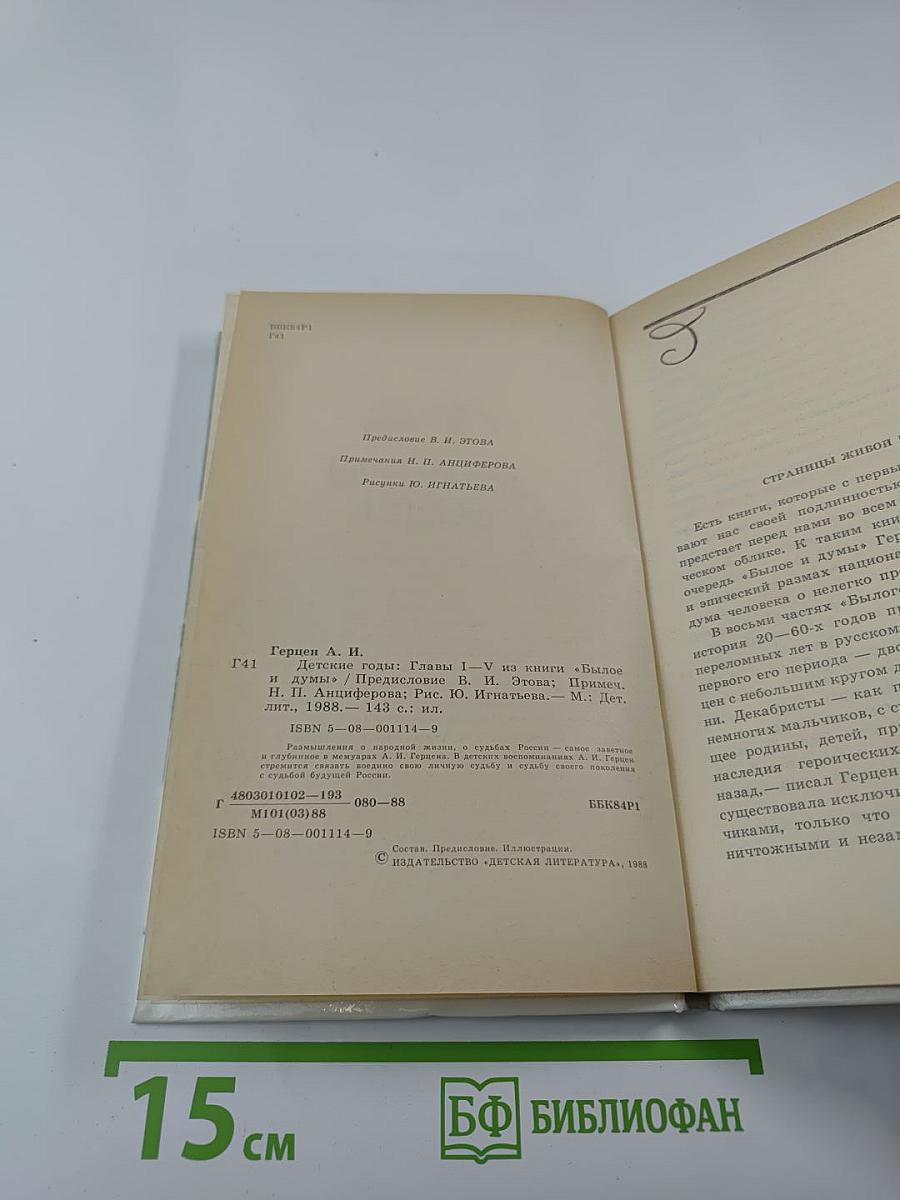 ББК84Р1
Г41
Предисловие В. И. ЭТОВА
Примечания Н. П. АНЦИФЕРОВА
Рисунки Ю. ИГНАТЬЕВА
Герцен А. И.
Г41 Детские годы: Главы I—V из книги «Былое
и думы» / Предисловие В. И. Этова; Примеч.
Н. П. Анциферова; Рис. Ю. Игнатьева.— М.: Дет.
лит., 1988.— 143 с.: ил.
ISBN 5—08—001114—9
Размышления о народной жизни, о судьбах России — самое заветное
и глубинное в мемуарах А. И. Герцена. В детских воспоминаниях А. И. Герцен
стремится связать воедино свою личную судьбу и судьбу своего поколения
с судьбой будущей России.
Г 4803010102—193 080—88 ББК84Р1
М101(03)88
ISBN 5—08—001114—9
Состав. Предисловие. Иллюстрации.
© ИЗДАТЕЛЬСТВО «ДЕТСКАЯ ЛИТЕРАТУРА», 1988
СТРАНИЦЫ ЖИВОЙ
Есть книги, которые с первы
вают нас своей подлинностью
предстает перед нами во всем
ческом облике. К таким кни
очередь «Былое и думы» Гер
и эпический размах национа
дума человека о нелегко пр
В восьми частях «Былого
история 20—60-х годов пр
переломных лет в русском
первого его периода — дво
цен с небольшим кругом д
ни. Декабристы — как п
немногих мальчиков, с с
щее родины, детей, при
наследия героических
назад,— писал Герцен
существовала исключи
чиками, только что
ничтожными и незам
15 см
БФ БИБЛИОФАН